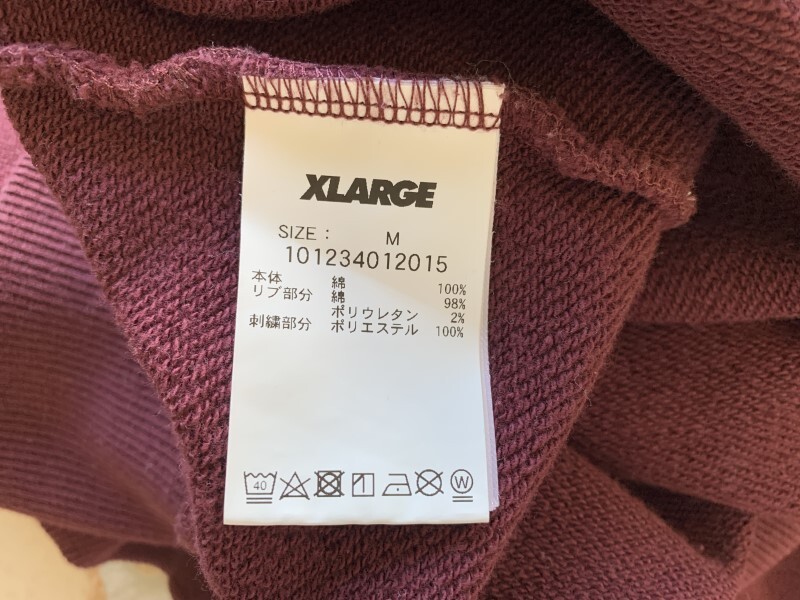 XLARGE
SIZE : M
101234012015
本体 綿 100%
リブ部分 綿 98%
ポリウレタン 2%
刺繍部分 ポリエステル 100%
40 W